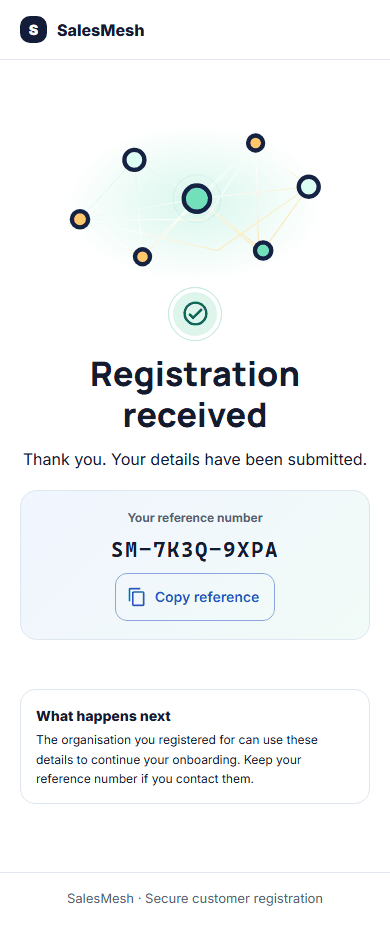 S SalesMesh
Registration
received
Thank you. Your details have been submitted.
Your reference number
SM-7K3Q-9XPA
Copy reference
What happens next
The organisation you registered for can use these
details to continue your onboarding. Keep your
reference number if you contact them.
SalesMesh · Secure customer registration